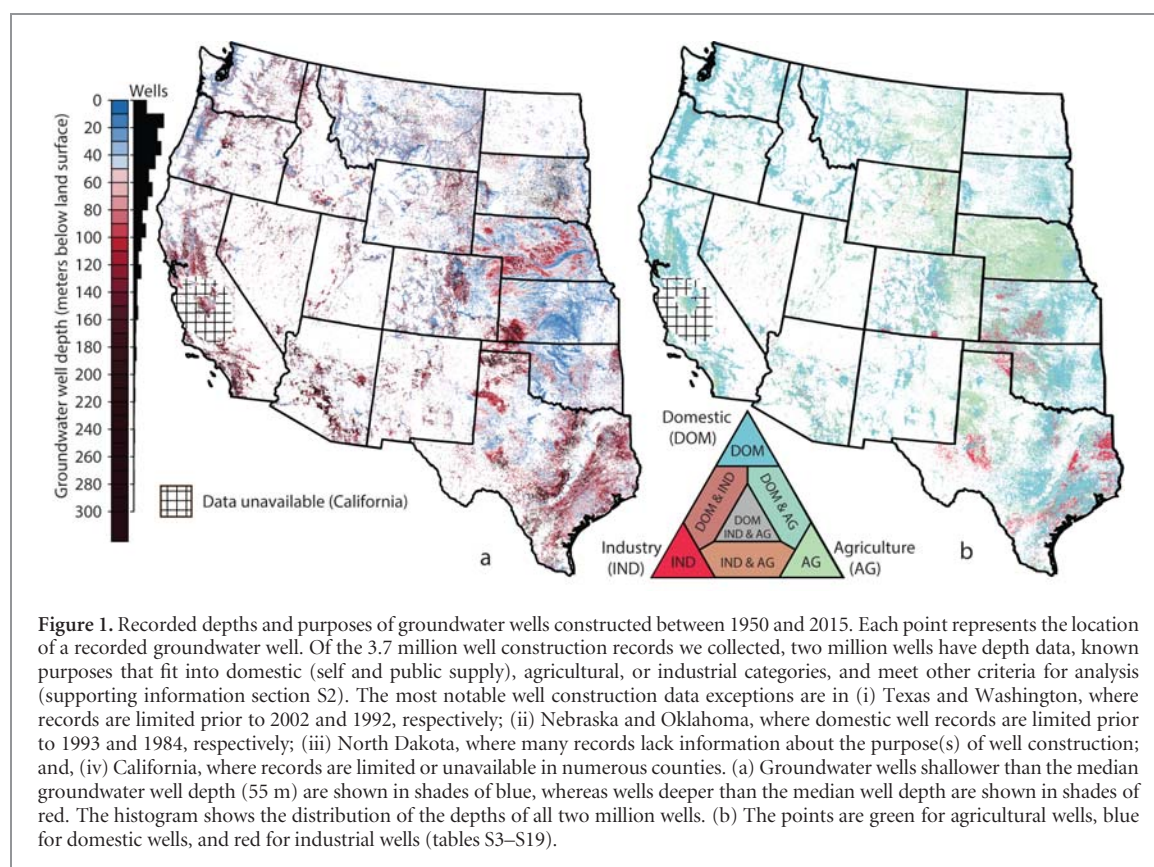 Wells
0
20
40
60
80
100
120
140
160
180
200
220
240
260
280
300
Groundwater well depth (meters below land surface)
Data unavailable (California)
a
Domestic
(DOM)
DOM
DOM & IND
DOM & AG
DOM
IND & AG
Industry
(IND)
IND
IND & AG
AG
Agriculture
(AG)
b
Figure 1. Recorded depths and purposes of groundwater wells constructed between 1950 and 2015. Each point represents the location
of a recorded groundwater well. Of the 3.7 million well construction records we collected, two million wells have depth data, known
purposes that fit into domestic (self and public supply), agricultural, or industrial categories, and meet other criteria for analysis
(supporting information section S2). The most notable well construction data exceptions are in (i) Texas and Washington, where
records are limited prior to 2002 and 1992, respectively; (ii) Nebraska and Oklahoma, where domestic well records are limited prior
to 1993 and 1984, respectively; (iii) North Dakota, where many records lack information about the purpose(s) of well construction;
and, (iv) California, where records are limited or unavailable in numerous counties. (a) Groundwater wells shallower than the median
groundwater well depth (55 m) are shown in shades of blue, whereas wells deeper than the median well depth are shown in shades of
red. The histogram shows the distribution of the depths of all two million wells. (b) The points are green for agricultural wells, blue
for domestic wells, and red for industrial wells (tables S3–S19).